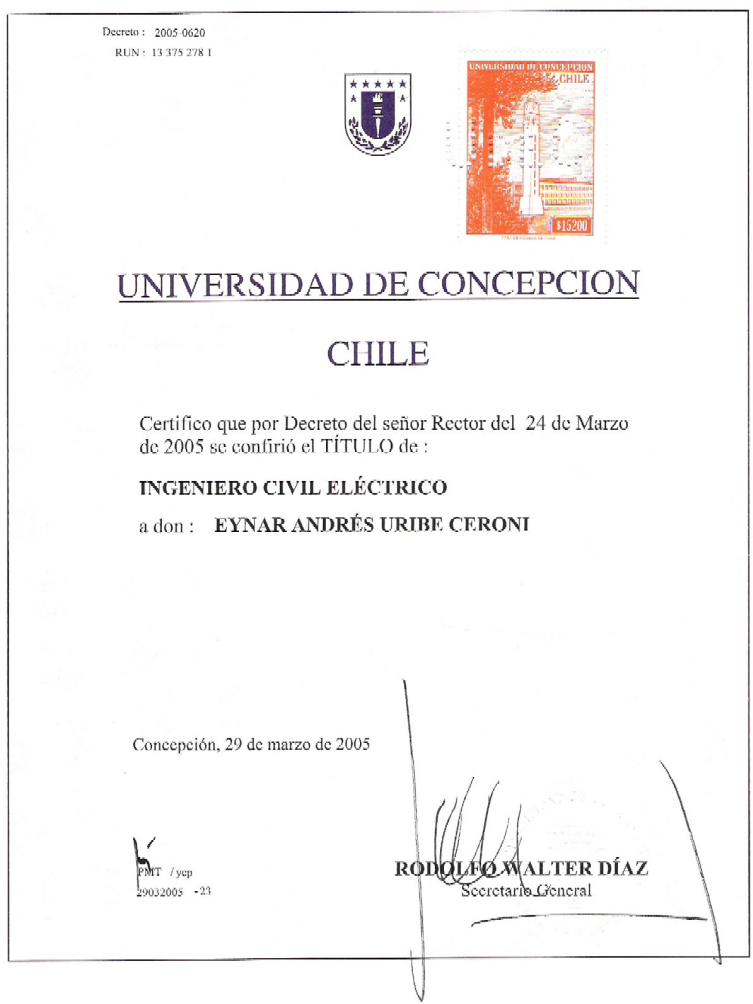 Decreto : 2005-0620
RUN : 13 375 278 1
UNIVERSIDAD DE CONCEPCION
CHILE
$15200
UNIVERSIDAD DE CONCEPCION
CHILE
Certifico que por Decreto del señor Rector del 24 de Marzo
de 2005 se confirió el TÍTULO de :
INGENIERO CIVIL ELÉCTRICO
a don : EYNAR ANDRÉS URIBE CERONI
Concepción, 29 de marzo de 2005
PMT / ycp
29032005 -23
RODOLFO WALTER DÍAZ
Secretario General